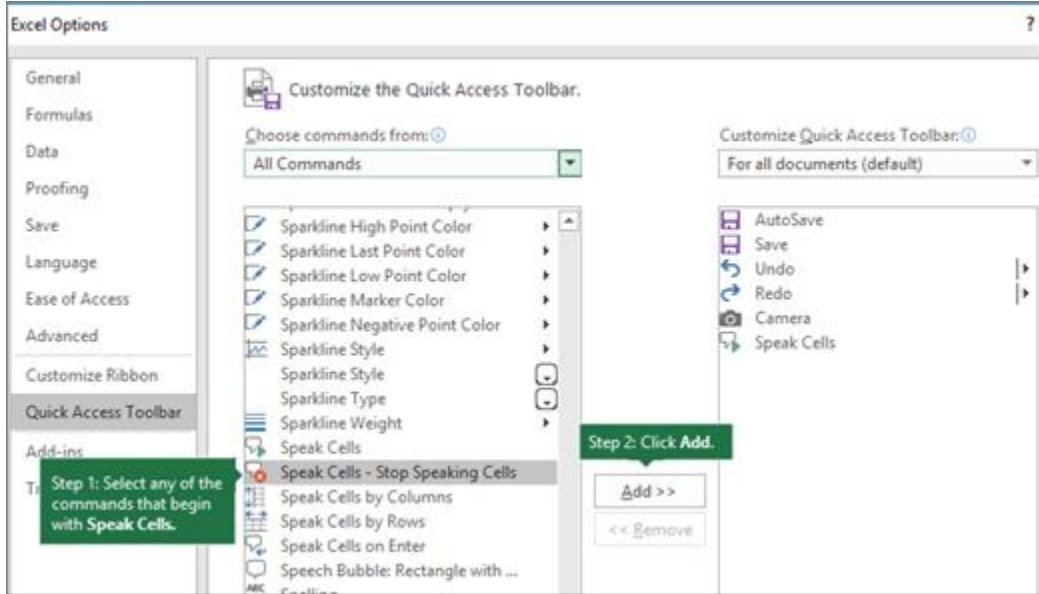 Excel Options
?
General
Formulas
Data
Proofing
Save
Language
Ease of Access
Advanced
Customize Ribbon
Quick Access Toolbar
Add-ins
Step 1: Select any of the
commands that begin
with Speak Cells.
Customize the Quick Access Toolbar.
Choose commands from:
All Commands
Sparkline High Point Color
Sparkline Last Point Color
Sparkline Low Point Color
Sparkline Marker Color
Sparkline Negative Point Color
Sparkline Style
Sparkline Style
Sparkline Type
Sparkline Weight
Speak Cells
Speak Cells - Stop Speaking Cells
Speak Cells by Columns
Speak Cells by Rows
Speak Cells on Enter
Speech Bubble: Rectangle with ...
ABC
Step 2: Click Add.
Add >>
<< Remove
Customize Quick Access Toolbar:
For all documents (default)
AutoSave
Save
Undo
Redo
Camera
Speak Cells